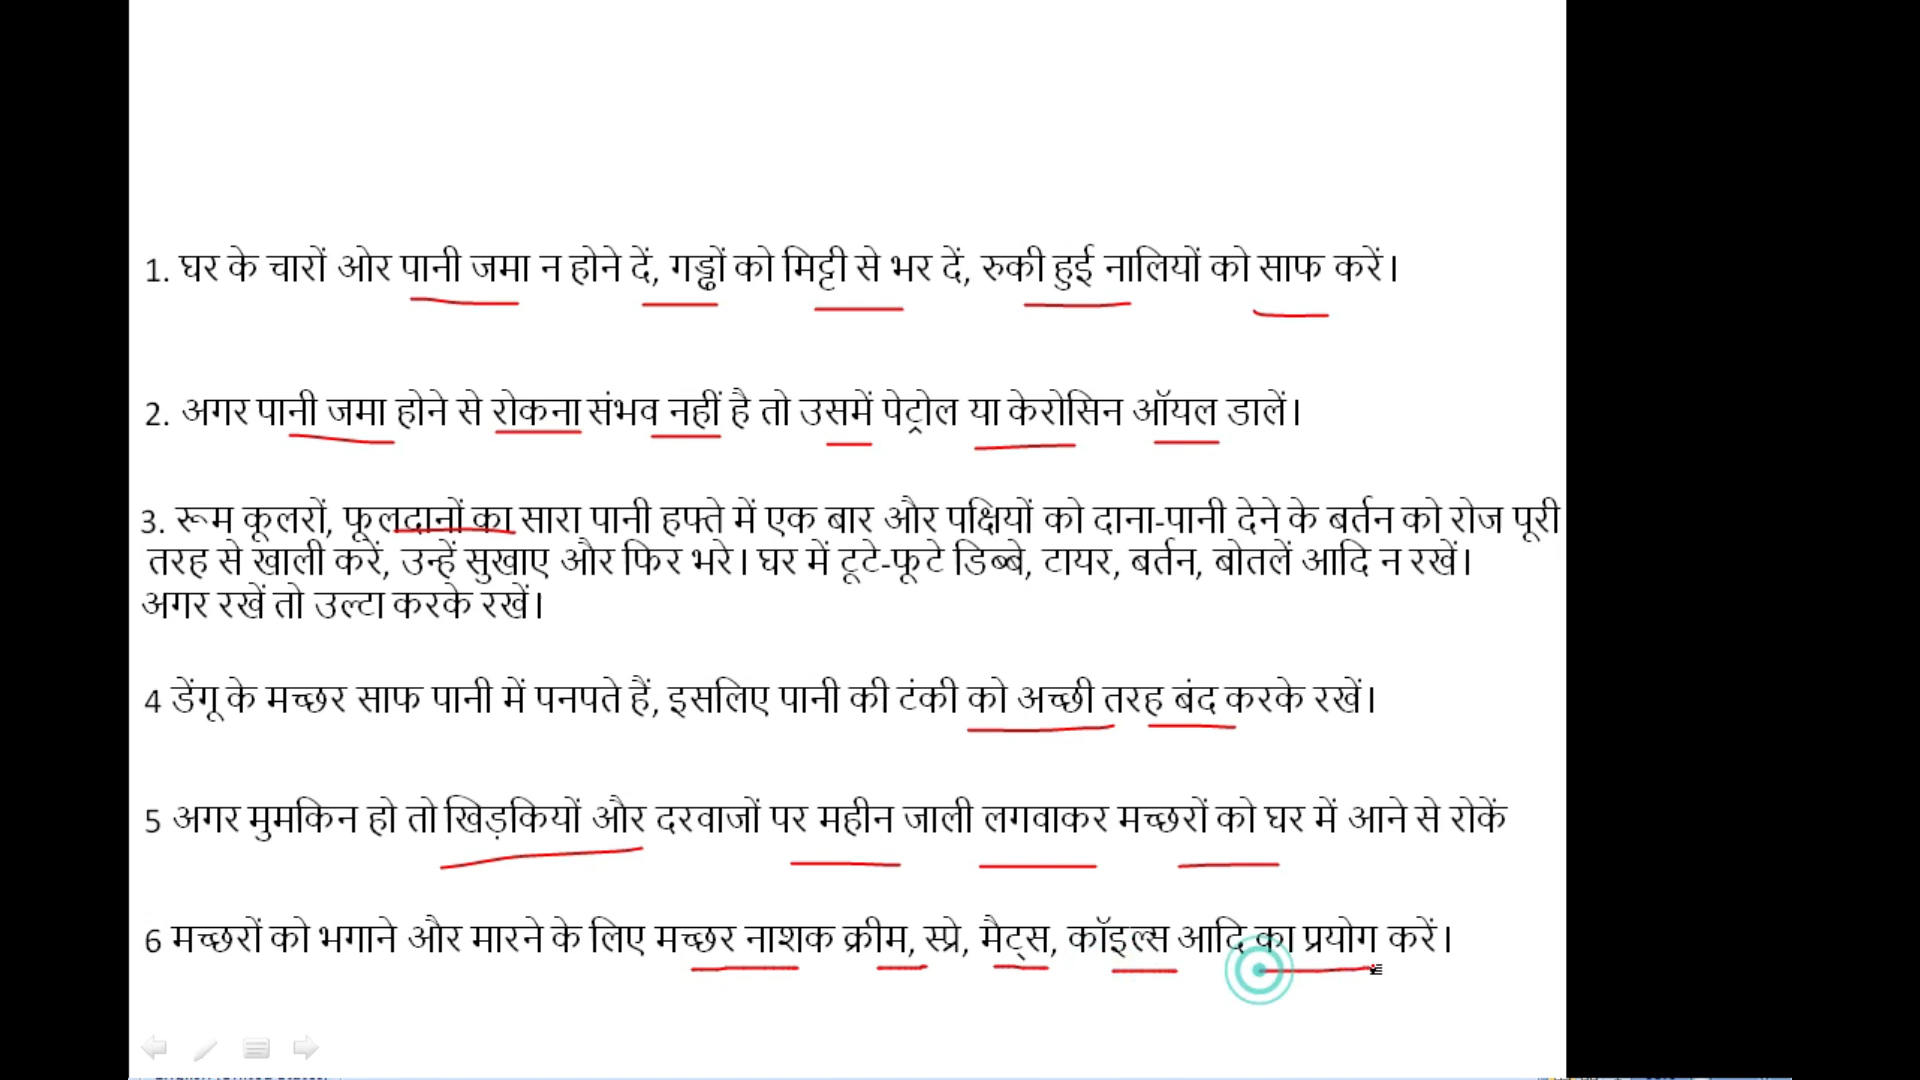 1. घर के चारों ओर पानी जमा न होने दें, गड्ढों को मिट्टी से भर दें, रुकी हुई नालियों को साफ करें।
2. अगर पानी जमा होने से रोकना संभव नहीं है तो उसमें पेट्रोल या केरोसिन ऑयल डालें।
3. रूम कूलरों, फूलदानों का सारा पानी हफ्ते में एक बार और पक्षियों को दाना-पानी देने के बर्तन को रोज पूरी
तरह से खाली करें, उन्हें सुखाए और फिर भरे। घर में टूटे-फूटे डिब्बे, टायर, बर्तन, बोतलें आदि न रखें।
अगर रखें तो उल्टा करके रखें।
4 डेंगू के मच्छर साफ पानी में पनपते हैं, इसलिए पानी की टंकी को अच्छी तरह बंद करके रखें।
5 अगर मुमकिन हो तो खिड़कियों और दरवाजों पर महीन जाली लगवाकर मच्छरों को घर में आने से रोकें
6 मच्छरों को भगाने और मारने के लिए मच्छर नाशक क्रीम, स्प्रे, मैट्स, कॉइल्स आदि का प्रयोग करें।